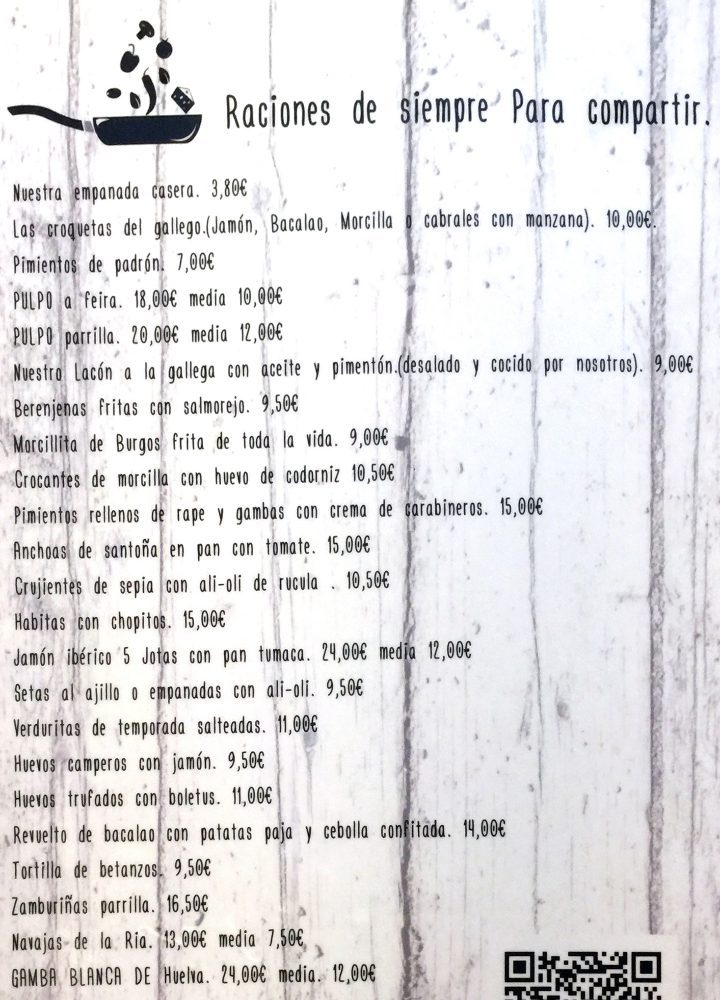 Raciones de siempre Para compartir.
Nuestra empanada casera. 3,80€
Las croquetas del gallego.(Jamón, Bacalao, Morcilla o cabrales con manzana). 10,00€.
Pimientos de padrón. 7,00€
PULPO a feira. 18,00€ media 10,00€
PULPO parrilla. 20,00€ media 12,00€
Nuestro Lacón a la gallega con aceite y pimentón.(desalado y cocido por nosotros). 9,00€
Berenjenas fritas con salmorejo. 9,50€
Morcillita de Burgos frita de toda la vida. 9,00€
Crocantes de morcilla con huevo de codorniz 10,50€
Pimientos rellenos de rape y gambas con crema de carabineros. 15,00€
Anchoas de santoña en pan con tomate. 15,00€
Crujientes de sepia con ali-oli de rucula . 10,50€
Habitas con chopitos. 15,00€
Jamón ibérico 5 Jotas con pan tumaca. 24,00€ media 12,00€
Setas al ajillo o empanadas con ali-oli. 9,50€
Verduritas de temporada salteadas. 11,00€
Huevos camperos con jamón. 9,50€
Huevos trufados con boletus. 11,00€
Revuelto de bacalao con patatas paja y cebolla confitada. 14,00€
Tortilla de betanzos. 9,50€
Zamburiñas parrilla. 16,50€
Navajas de la Ria. 13,00€ media 7,50€
GAMBA BLANCA DE Huelva. 24,00€ media. 12,00€